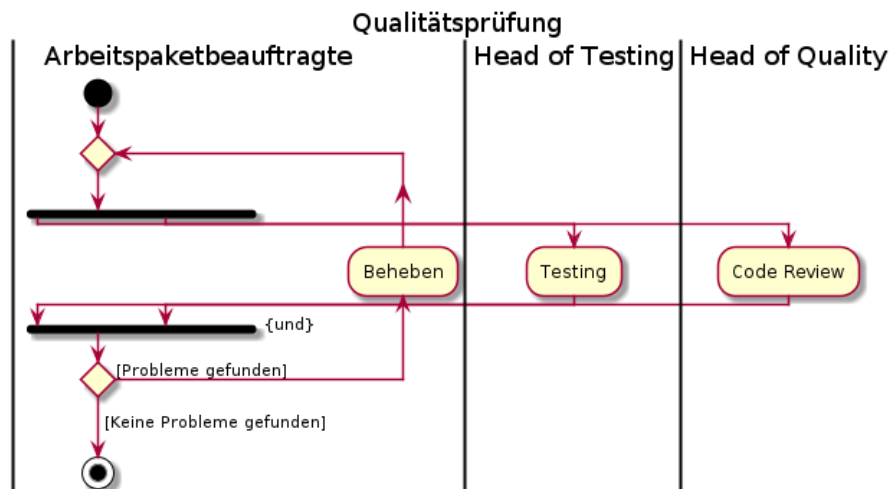 Qualitätsprüfung
Arbeitspaketbeauftragte
Head of Testing
Head of Quality
Beheben
Testing
Code Review
{und}
[Probleme gefunden]
[Keine Probleme gefunden]